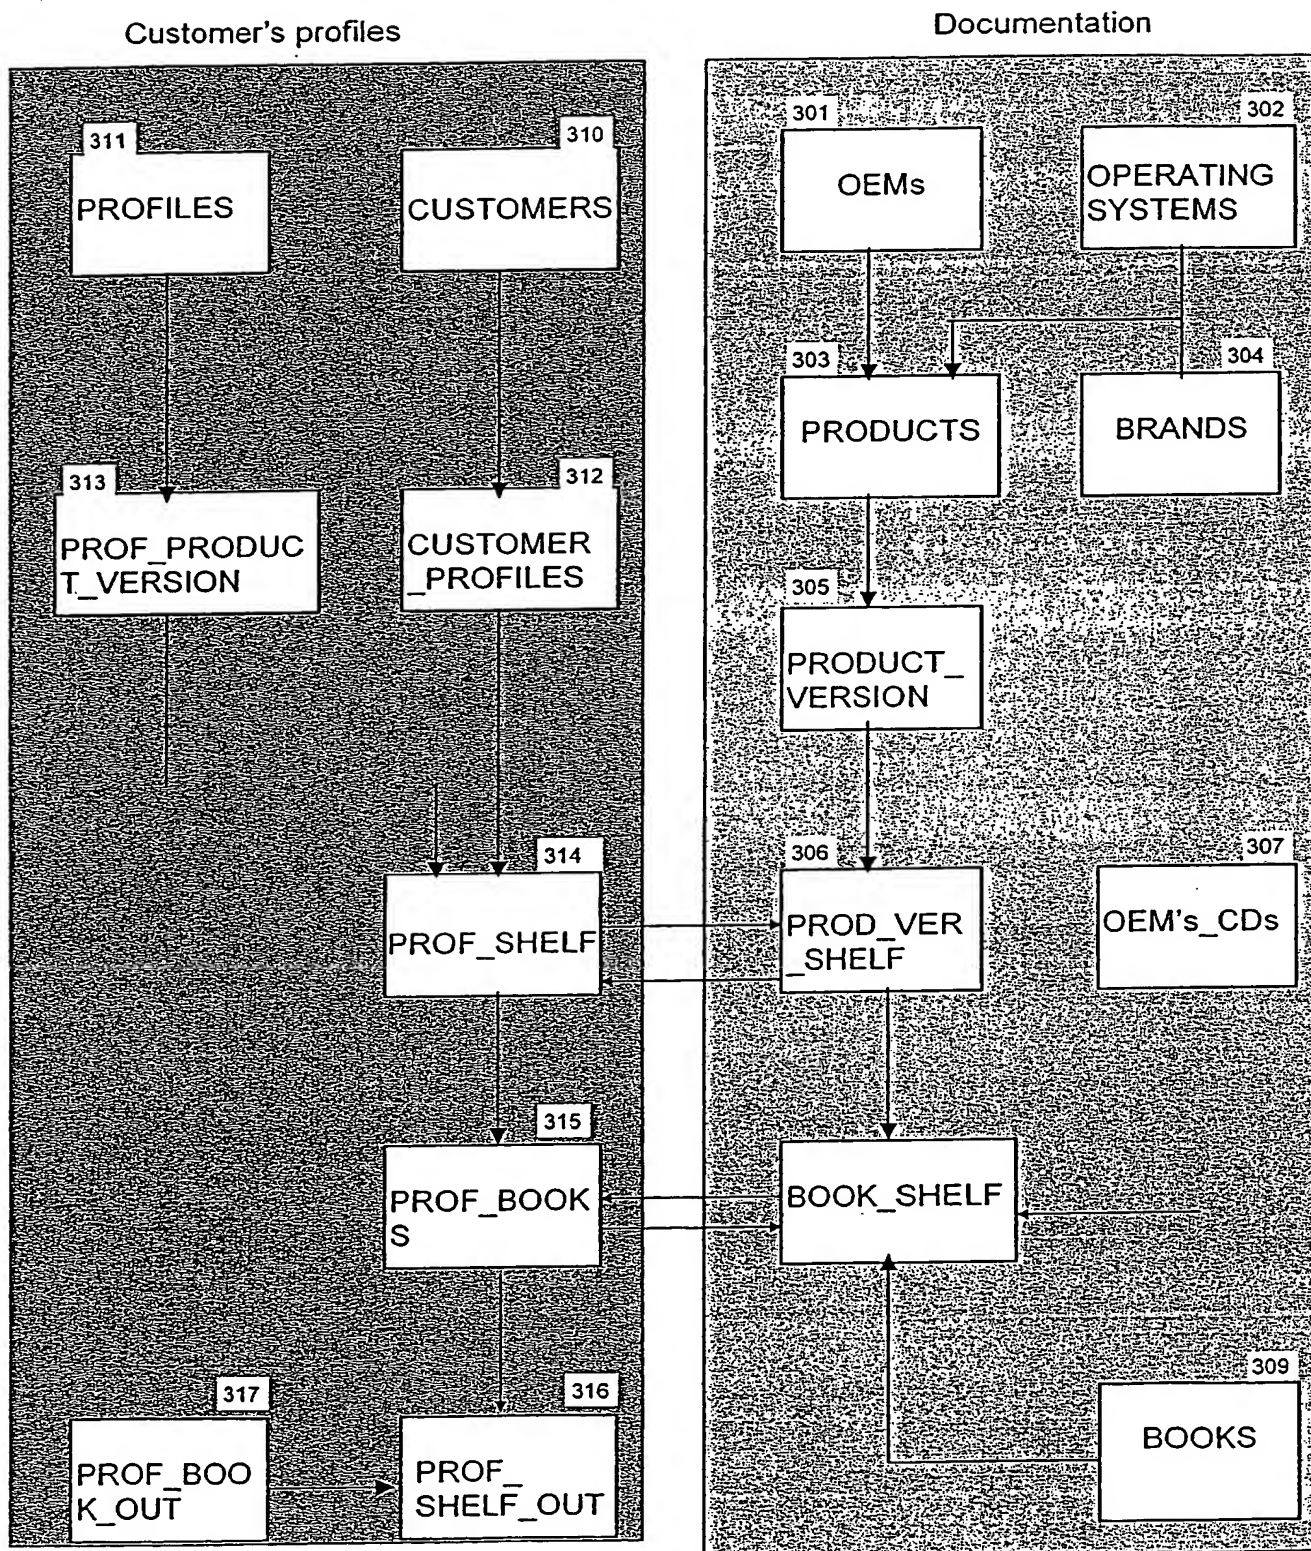 Customer's profiles
Documentation
311
PROFILES
310
CUSTOMERS
301
OEMs
302
OPERATING
SYSTEMS
303
PRODUCTS
304
BRANDS
313
PROF_PRODUC
T_VERSION
312
CUSTOMER
_PROFILES
305
PRODUCT_
VERSION
314
PROF_SHELF
306
PROD_VER
_SHELF
307
OEM's_CDs
315
PROF_BOOK
S
BOOK_SHELF
317
PROF_BOO
K_OUT
316
PROF_
SHELF_OUT
309
BOOKS